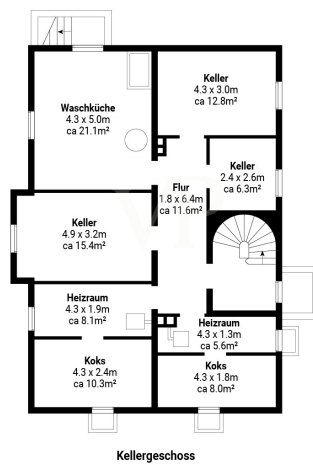 Waschküche
4.3 x 5.0m
ca 21.1m²
Keller
4.3 x 3.0m
ca 12.8m²
Keller
2.4 x 2.6m
ca 6.3m²
Flur
1.8 x 6.4m
ca 11.6m²
Keller
4.9 x 3.2m
ca 15.4m²
Heizraum
4.3 x 1.9m
ca 8.1m²
Heizraum
4.3 x 1.3m
ca 5.6m²
Koks
4.3 x 2.4m
ca 10.3m²
Koks
4.3 x 1.8m
ca 8.0m²
Kellergeschoss